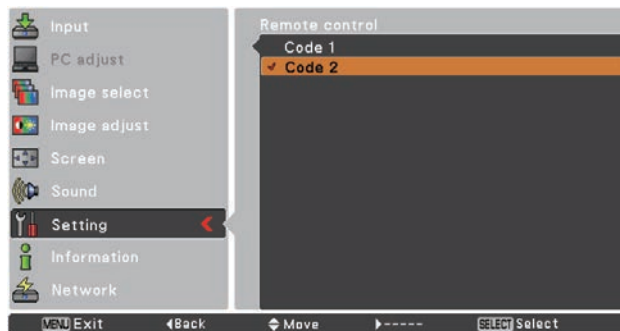 Input
PC adjust
Image select
Image adjust
Screen
Sound
Setting
Information
Network
Remote control
Code 1
Code 2
MENU Exit ◀Back Move ▶----- SELECT Select